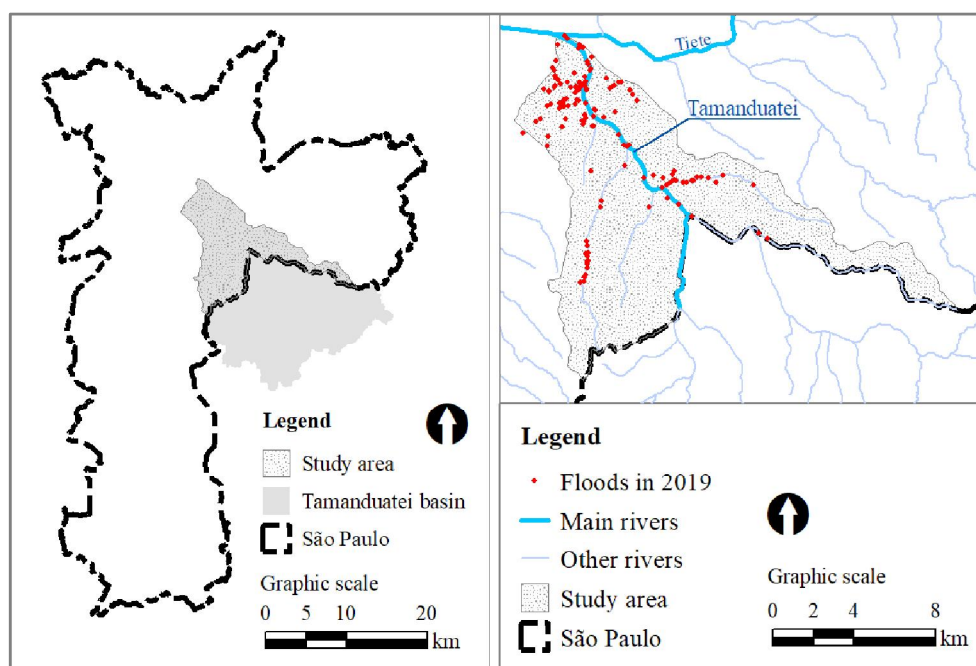 Legend
Study area
Tamanduatei basin
São Paulo
Graphic scale
0 5 10 20
km
Tiete
Tamanduatei
Legend
Floods in 2019
Main rivers
Other rivers
Study area
São Paulo
Graphic scale
0 2 4 8
km